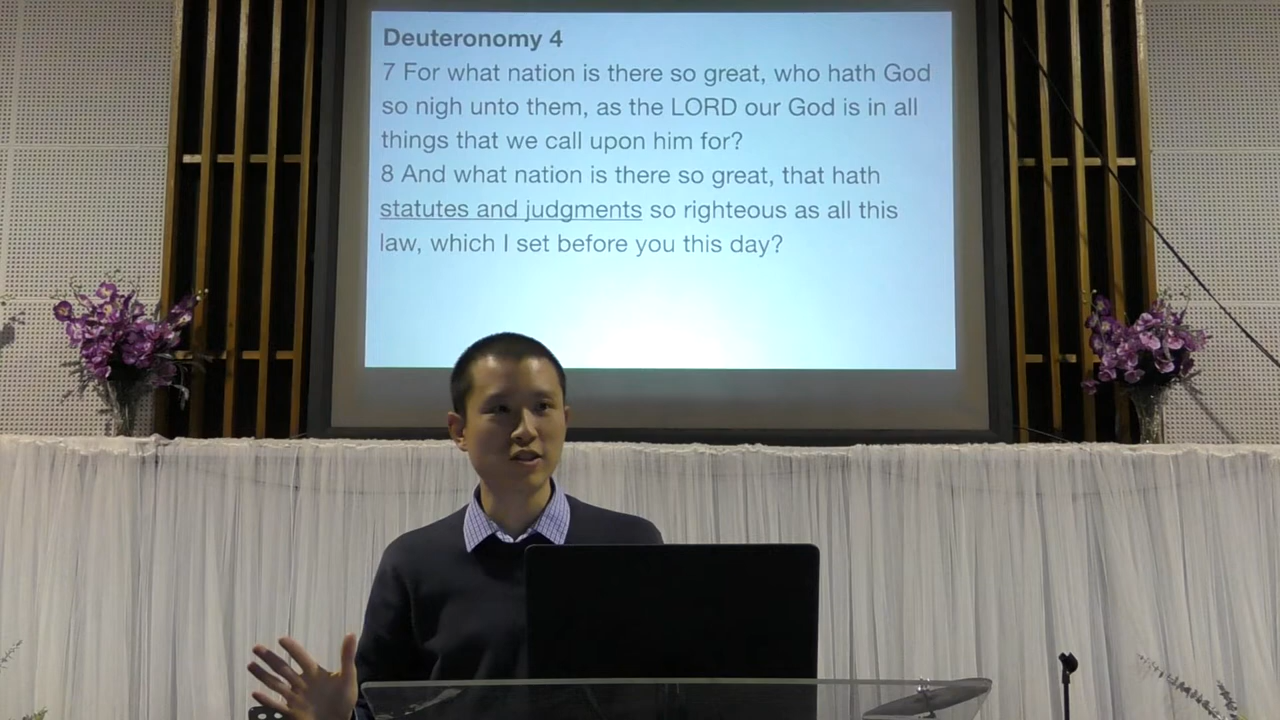 Deuteronomy 4
7 For what nation is there so great, who hath God
so nigh unto them, as the LORD our God is in all
things that we call upon him for?
8 And what nation is there so great, that hath
statutes and judgments so righteous as all this
law, which I set before you this day?